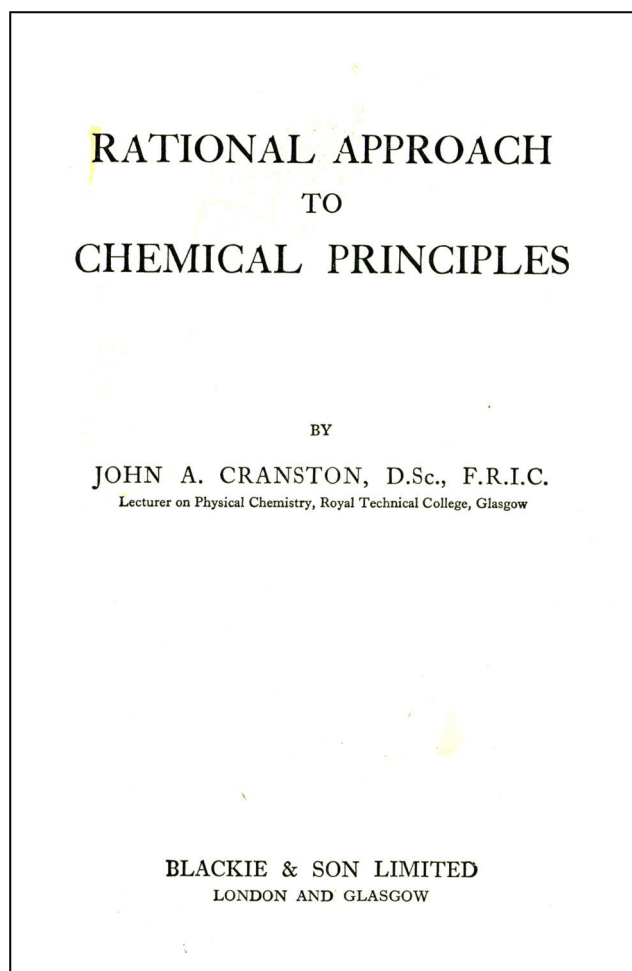 RATIONAL APPROACH
TO
CHEMICAL PRINCIPLES
BY
JOHN A. CRANSTON, D.Sc., F.R.I.C.
Lecturer on Physical Chemistry, Royal Technical College, Glasgow
BLACKIE & SON LIMITED
LONDON AND GLASGOW